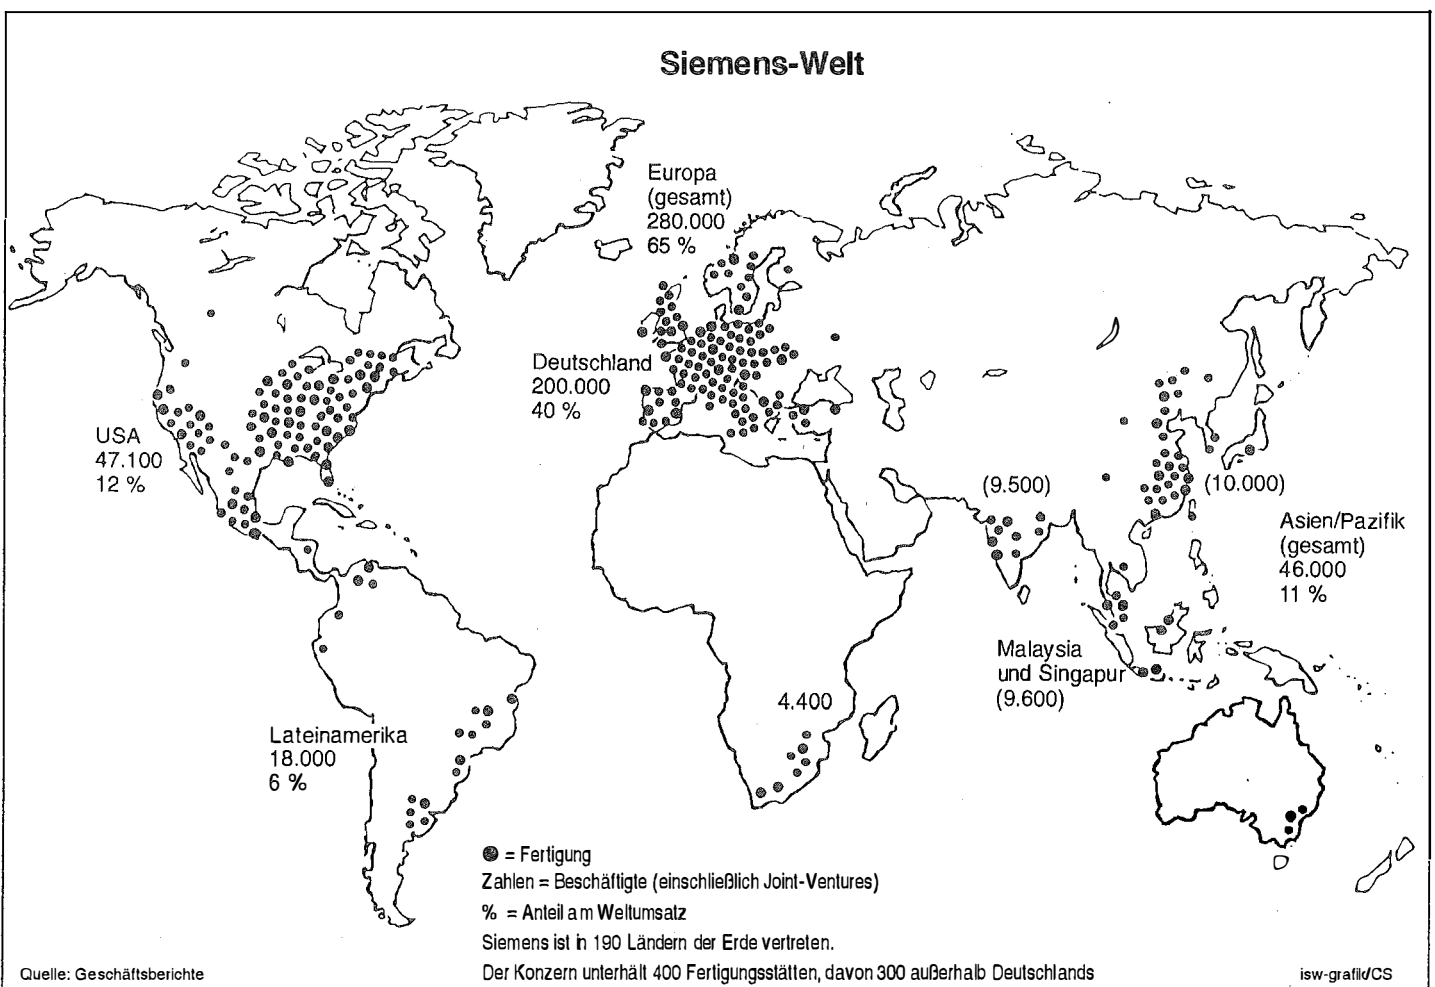 Siemens-Welt
Europa
(gesamt)
280.000
65 %
Deutschland
200.000
40 %
USA
47.100
12 %
(9.500)
(10.000)
Asien/Pazifik
(gesamt)
46.000
11 %
Malaysia
und Singapur
(9.600)
4.400
Lateinamerika
18.000
6 %
= Fertigung
Zahlen = Beschäftigte (einschließlich Joint-Ventures)
% = Anteil am Weltumsatz
Siemens ist in 190 Ländern der Erde vertreten.
Der Konzern unterhält 400 Fertigungsstätten, davon 300 außerhalb Deutschlands
Quelle: Geschäftsberichte
isw-grafik/CS